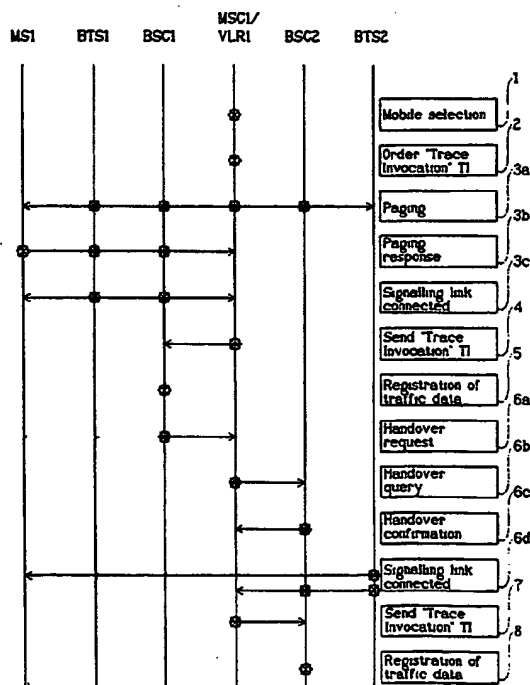 MSC1/
MS1 BTS1 BSC1 VLR1 BSC2 BTS2
1
Mobile selection
2
Order "Trace
Invocation" TI
3a
Paging
3b
Paging
response
3c
Signalling link
connected
4
Send "Trace
Invocation" TI
5
Registration of
traffic data
6a
Handover
request
6b
Handover
query
6c
Handover
confirmation
6d
Signalling link
connected
7
Send "Trace
Invocation" TI
8
Registration of
traffic data